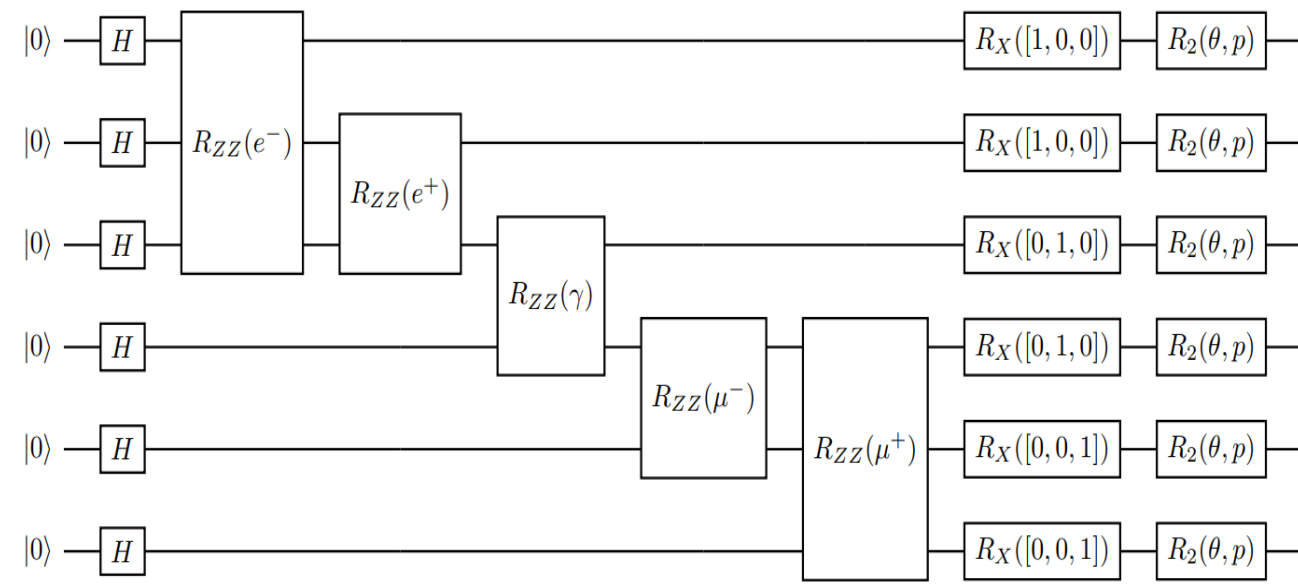 |0⟩ H R_X([1, 0, 0]) R_2(θ, p)
|0⟩ H R_{ZZ}(e^-) R_X([1, 0, 0]) R_2(θ, p)
R_{ZZ}(e^+)
|0⟩ H R_X([0, 1, 0]) R_2(θ, p)
R_{ZZ}(γ)
|0⟩ H R_X([0, 1, 0]) R_2(θ, p)
R_{ZZ}(μ^-)
|0⟩ H R_{ZZ}(μ^+) R_X([0, 0, 1]) R_2(θ, p)
|0⟩ H R_X([0, 0, 1]) R_2(θ, p)